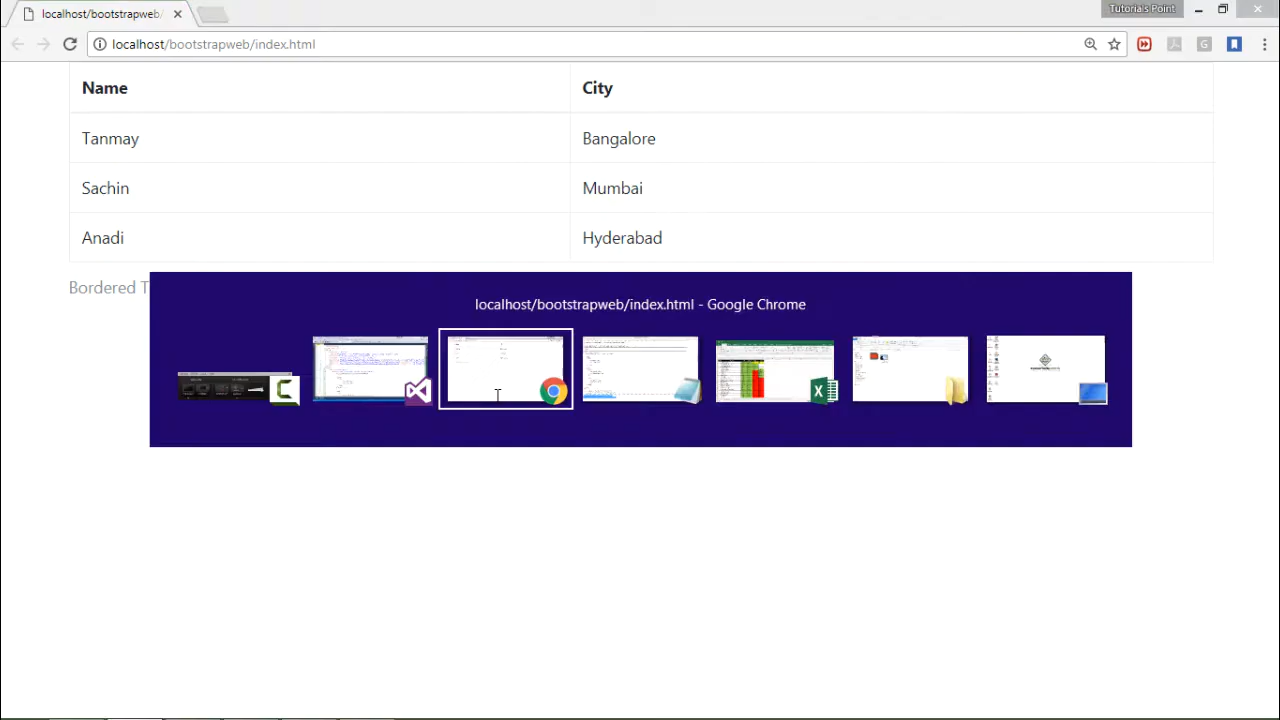 localhost/bootstrapweb/
Tutorials Point
localhost/bootstrapweb/index.html
Name City
Tanmay Bangalore
Sachin Mumbai
Anadi Hyderabad
Bordered T
localhost/bootstrapweb/index.html - Google Chrome